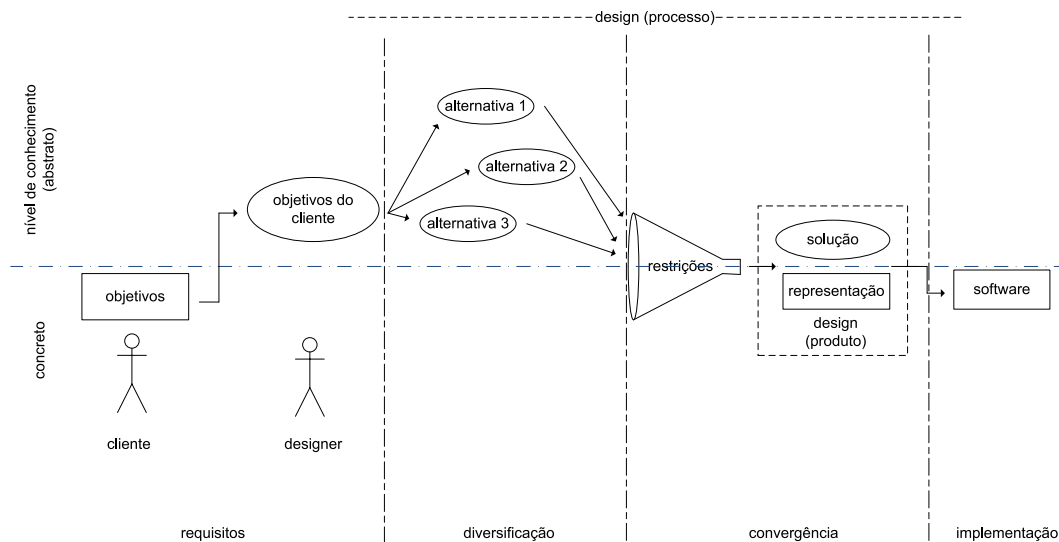 design (processo)
nível de conhecimento
(abstrato)
alternativa 1
alternativa 2
objetivos do
cliente
alternativa 3
solução
restrições
objetivos
representação
software
concreto
design
(produto)
cliente
designer
requisitos
diversificação
convergência
implementação